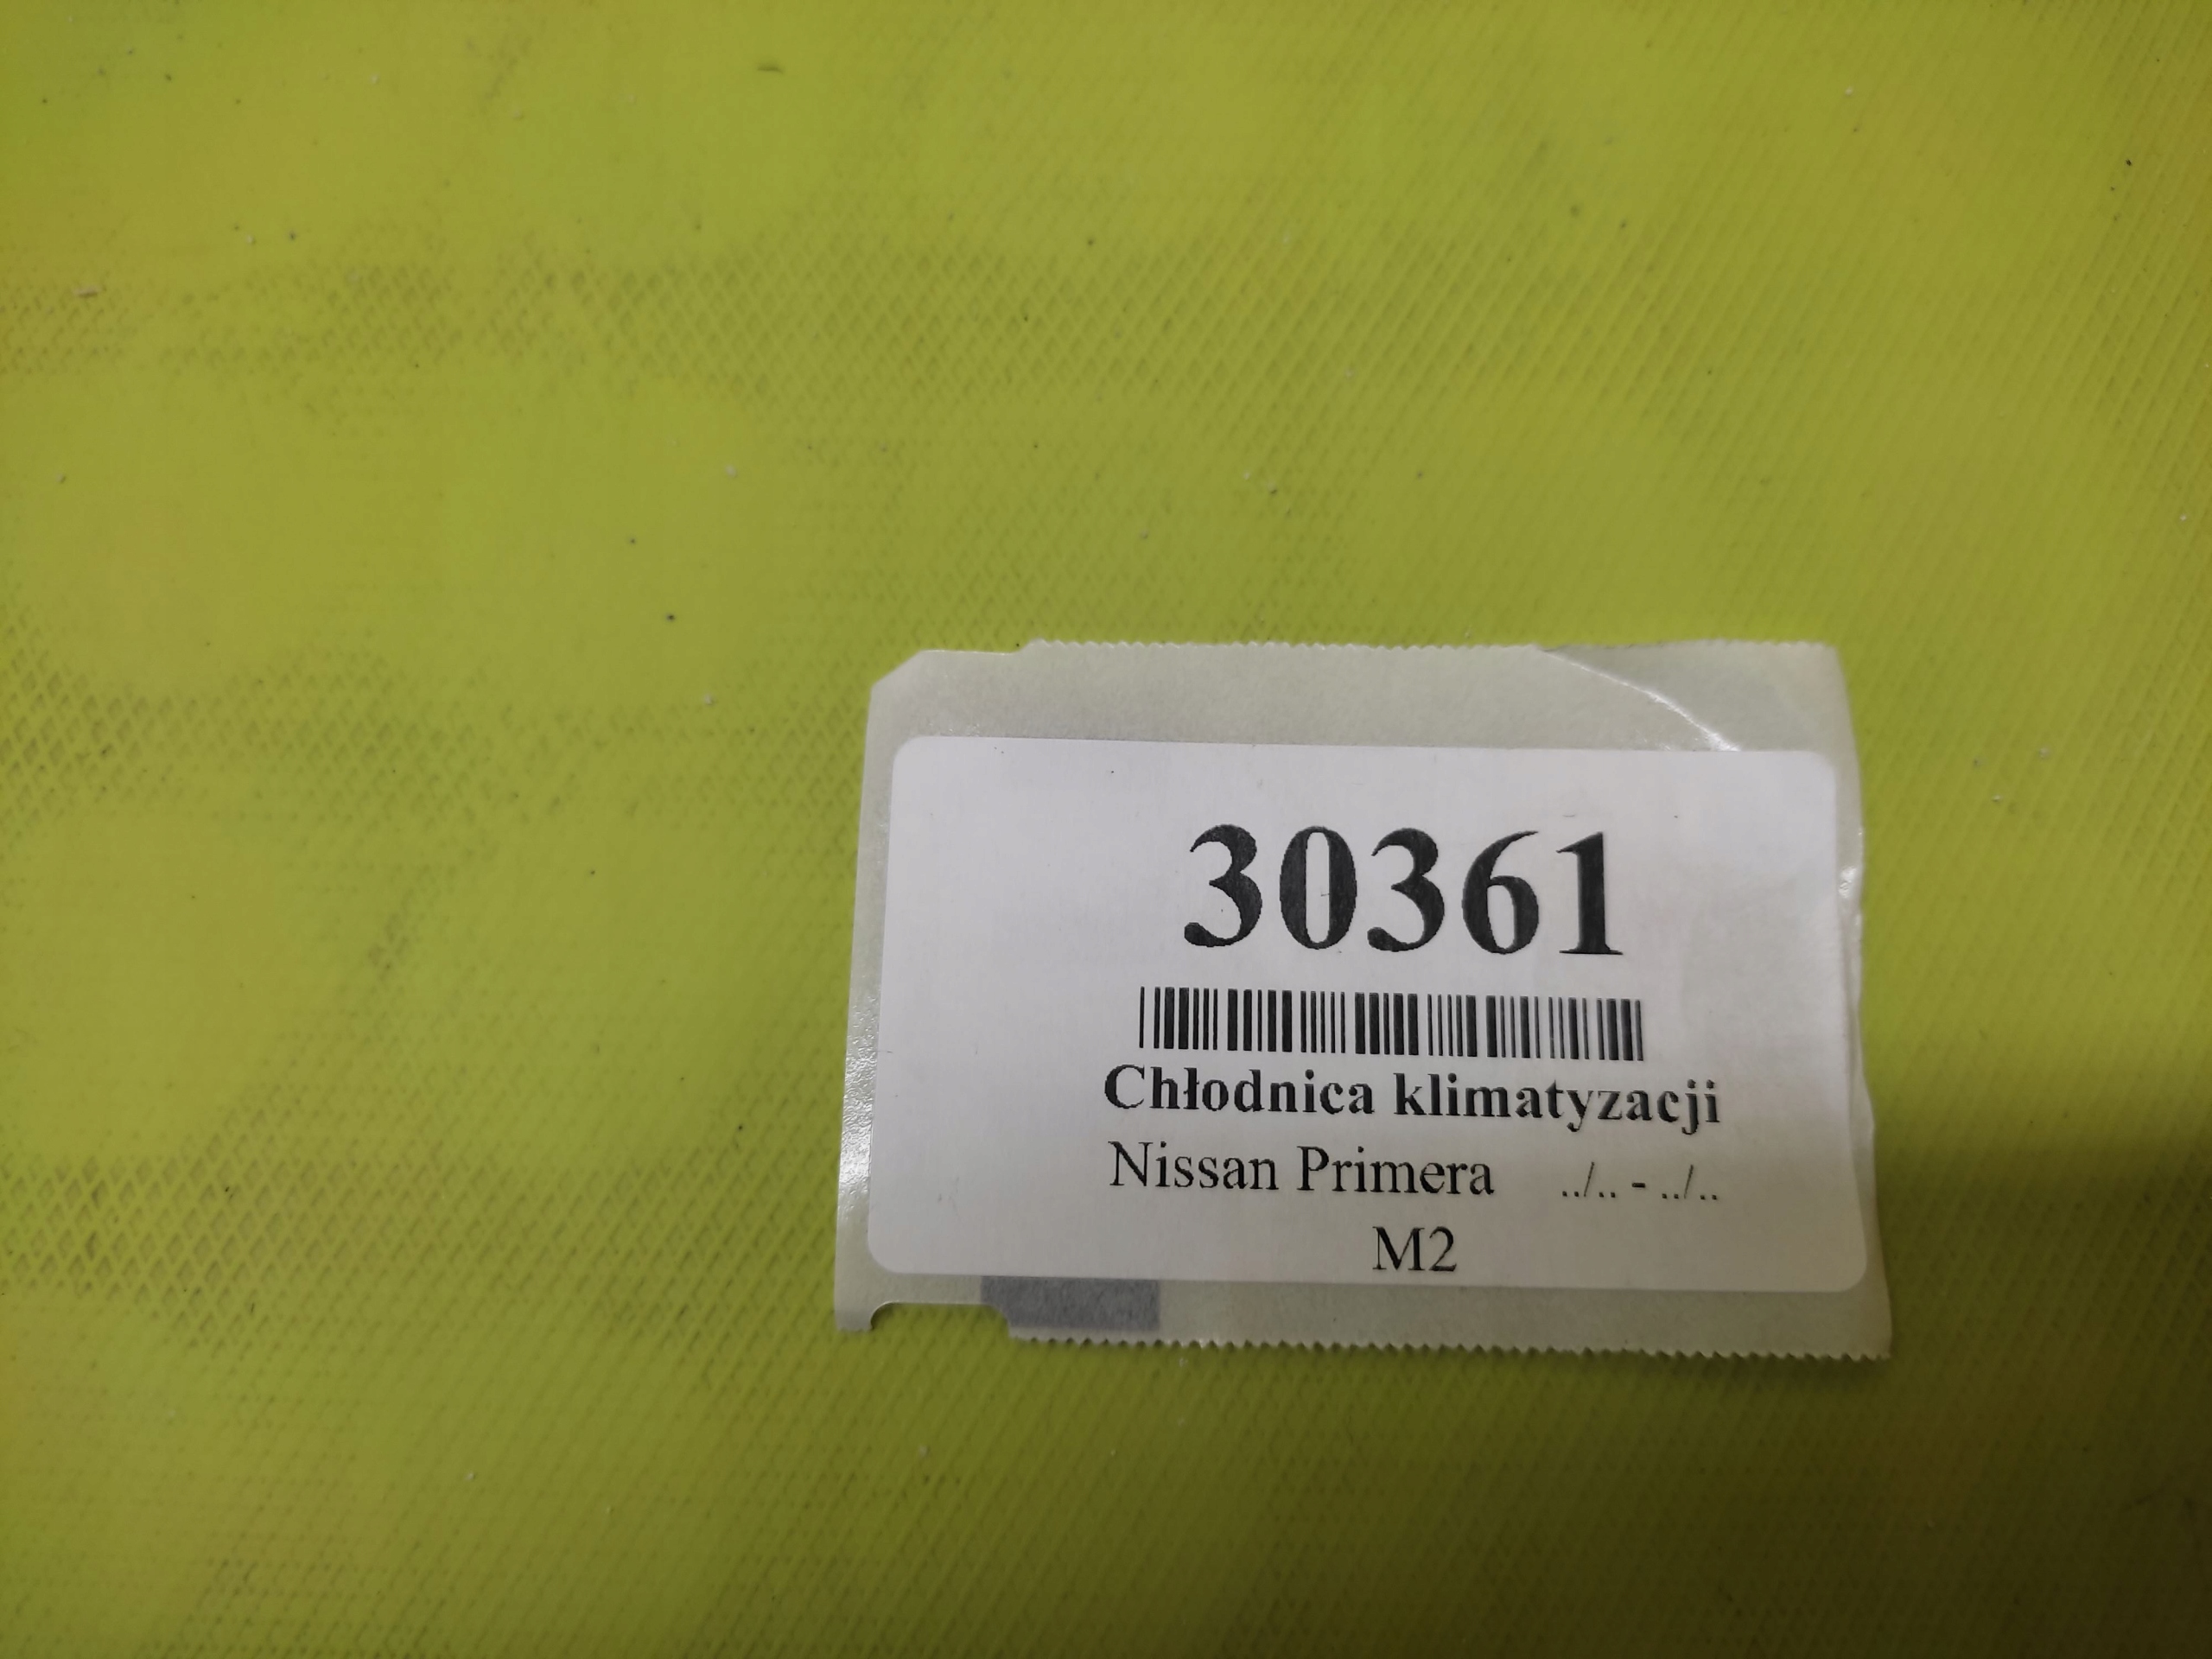 30361
Chłodnica klimatyzacji
Nissan Primera ../.. - ../..
M2